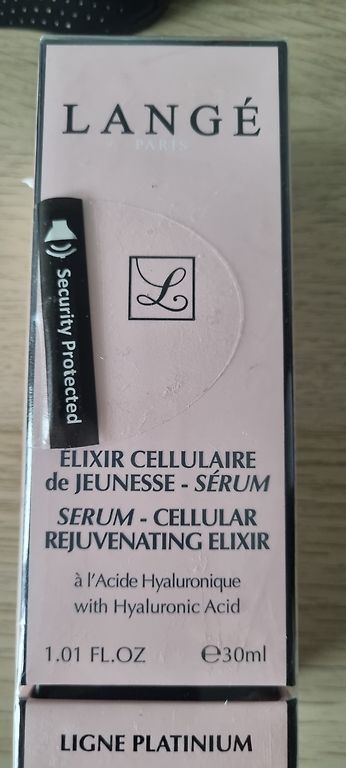 LANGÉ
PARIS
Security Protected
L
ÉLIXIR CELLULAIRE
de JEUNESSE - SÉRUM
SERUM - CELLULAR
REJUVENATING ELIXIR
à l'Acide Hyaluronique
with Hyaluronic Acid
1.01 FL.OZ ℮30ml
LIGNE PLATINIUM